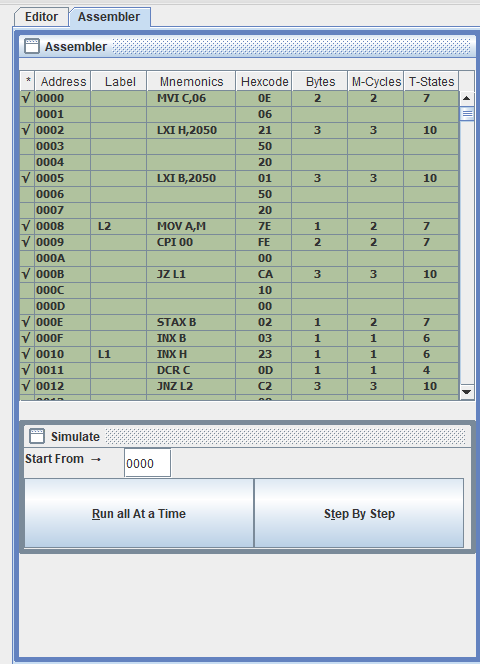 Editor Assembler
Assembler
* Address Label Mnemonics Hexcode Bytes M-Cycles T-States
√ 0000 MVI C,06 0E 2 2 7
0001 06
√ 0002 LXI H,2050 21 3 3 10
0003 50
0004 20
√ 0005 LXI B,2050 01 3 3 10
0006 50
0007 20
√ 0008 L2 MOV A,M 7E 1 2 7
√ 0009 CPI 00 FE 2 2 7
000A 00
√ 000B JZ L1 CA 3 3 10
000C 10
000D 00
√ 000E STAX B 02 1 2 7
√ 000F INX B 03 1 1 6
√ 0010 L1 INX H 23 1 1 6
√ 0011 DCR C 0D 1 1 4
√ 0012 JNZ L2 C2 3 3 10
Simulate
Start From → 0000
Run all At a Time Step By Step